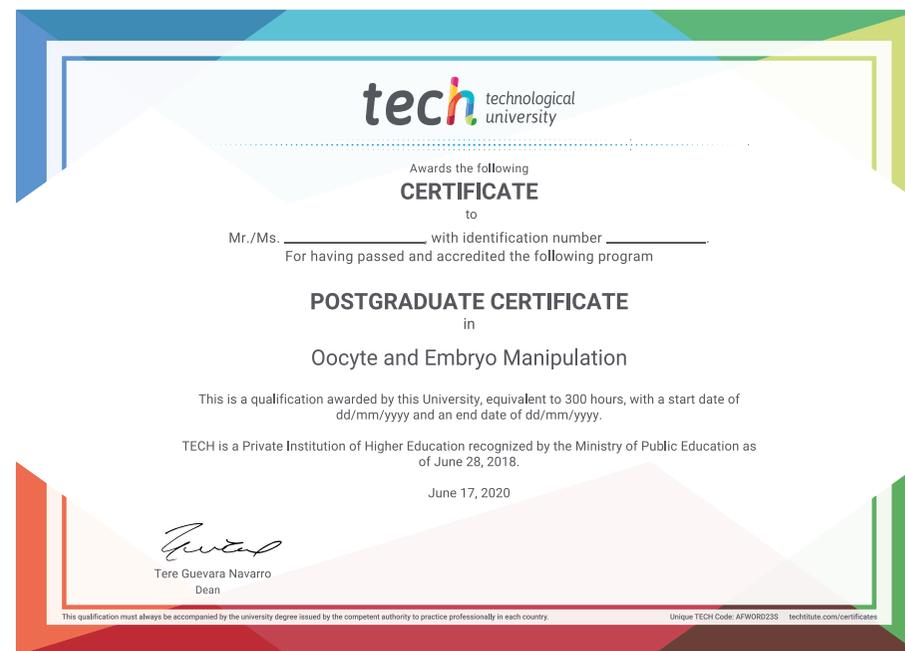 tech technological
university
Awards the following
CERTIFICATE
to
Mr./Ms. ______________, with identification number __________.
For having passed and accredited the following program
POSTGRADUATE CERTIFICATE
in
Oocyte and Embryo Manipulation
This is a qualification awarded by this University, equivalent to 300 hours, with a start date of
dd/mm/yyyy and an end date of dd/mm/yyyy.
TECH is a Private Institution of Higher Education recognized by the Ministry of Public Education as
of June 28, 2018.
June 17, 2020
Tere Guevara Navarro
Dean
This qualification must always be accompanied by the university degree issued by the competent authority to practice professionally in each country. Unique TECH Code: AFWORD23S techtitute.com/certificates